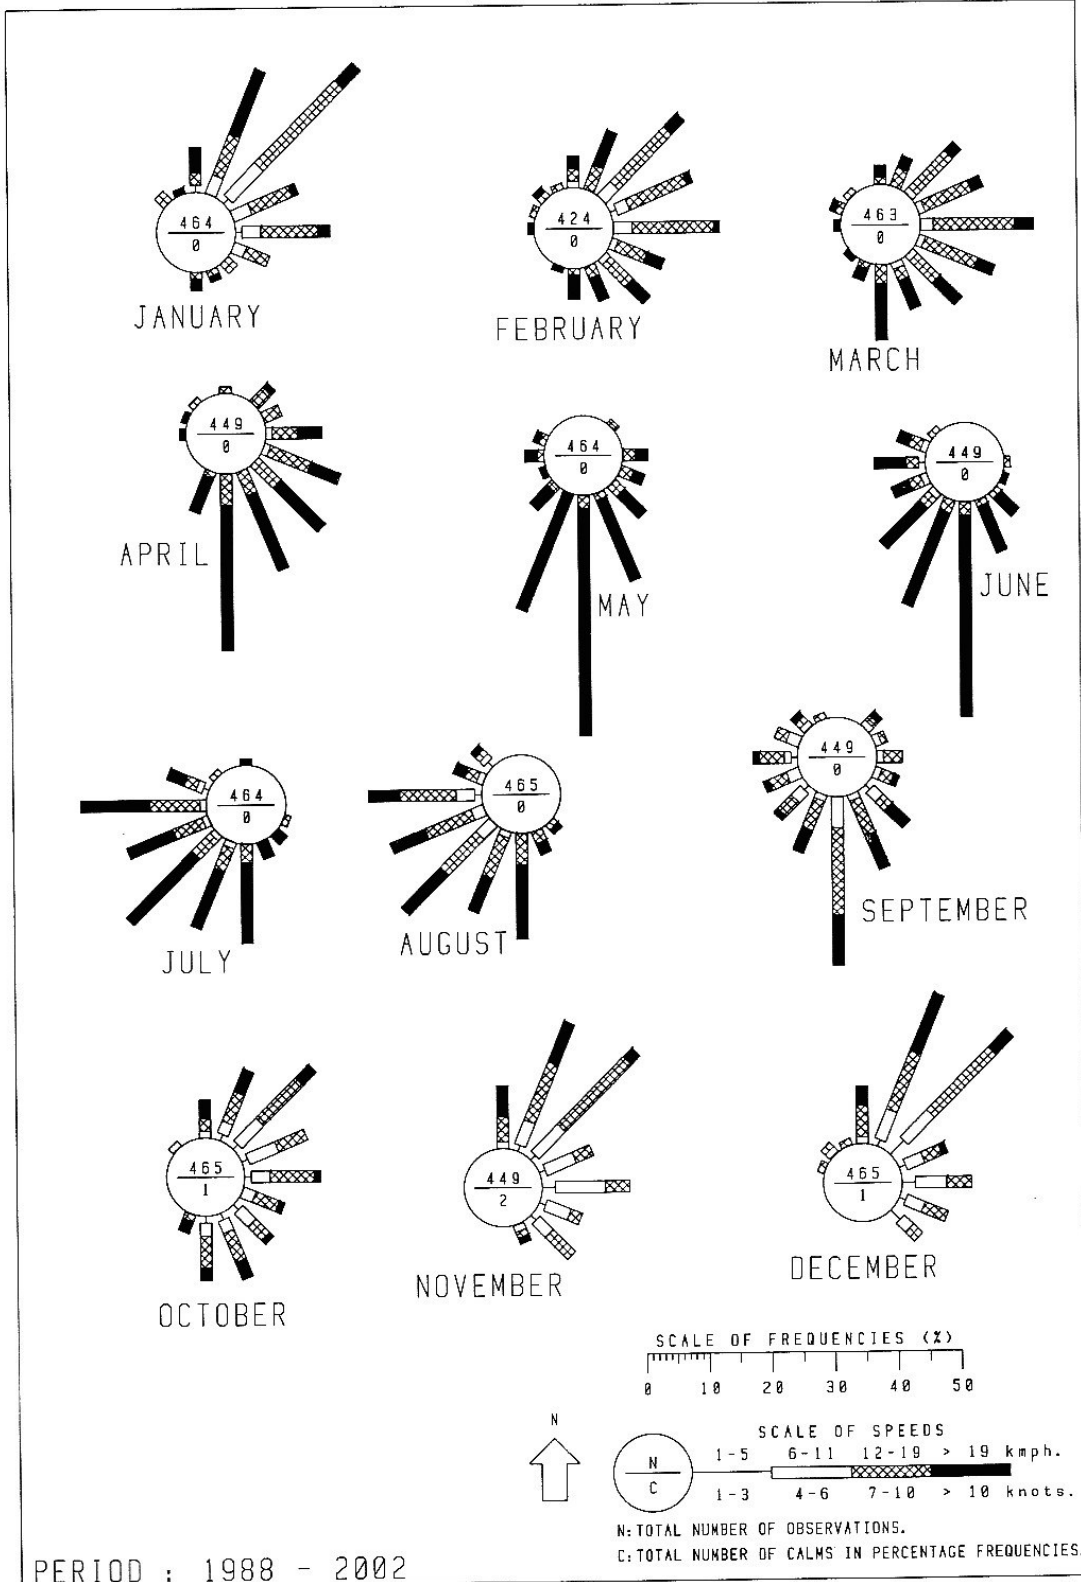 464
0
JANUARY
424
0
FEBRUARY
463
0
MARCH
449
0
APRIL
464
0
MAY
449
0
JUNE
464
0
JULY
465
0
AUGUST
449
0
SEPTEMBER
465
1
OCTOBER
449
2
NOVEMBER
465
1
DECEMBER
SCALE OF FREQUENCIES (%)
0 10 20 30 40 50
N
SCALE OF SPEEDS
1-5 6-11 12-19 > 19 kmph.
N
C
1-3 4-6 7-10 > 10 knots.
N: TOTAL NUMBER OF OBSERVATIONS.
C: TOTAL NUMBER OF CALMS IN PERCENTAGE FREQUENCIES.
PERIOD : 1988 - 2002